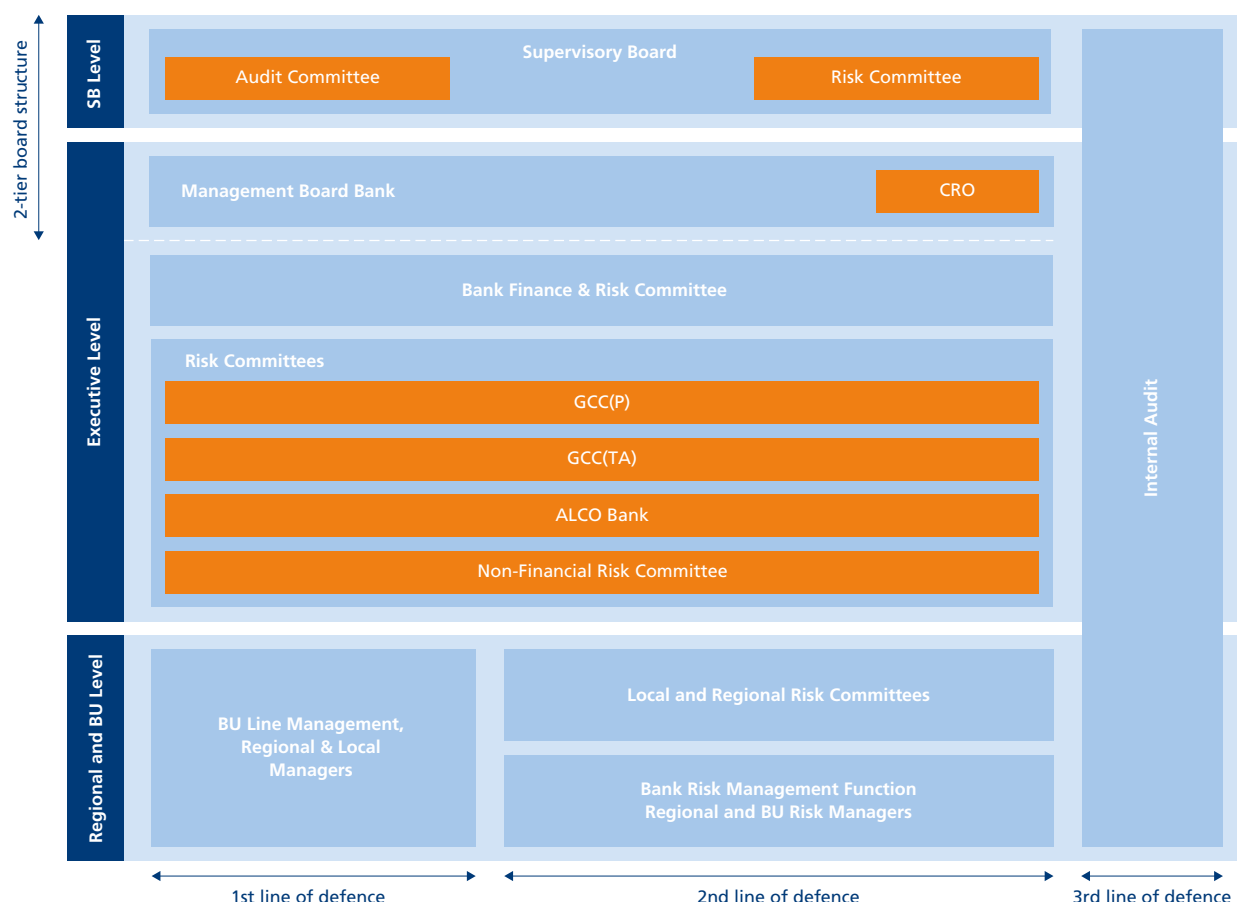 2-tier board structure
SB Level
Supervisory Board
Audit Committee
Risk Committee
Executive Level
Management Board Bank
CRO
Bank Finance & Risk Committee
Risk Committees
GCC(P)
GCC(TA)
ALCO Bank
Non-Financial Risk Committee
Internal Audit
Regional and BU Level
BU Line Management,
Regional & Local
Managers
Local and Regional Risk Committees
Bank Risk Management Function
Regional and BU Risk Managers
1st line of defence
2nd line of defence
3rd line of defence